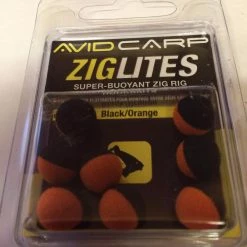 AVID CARP
ZIGLITES
SUPER-BUOYANT ZIG RIG
Black/Orange